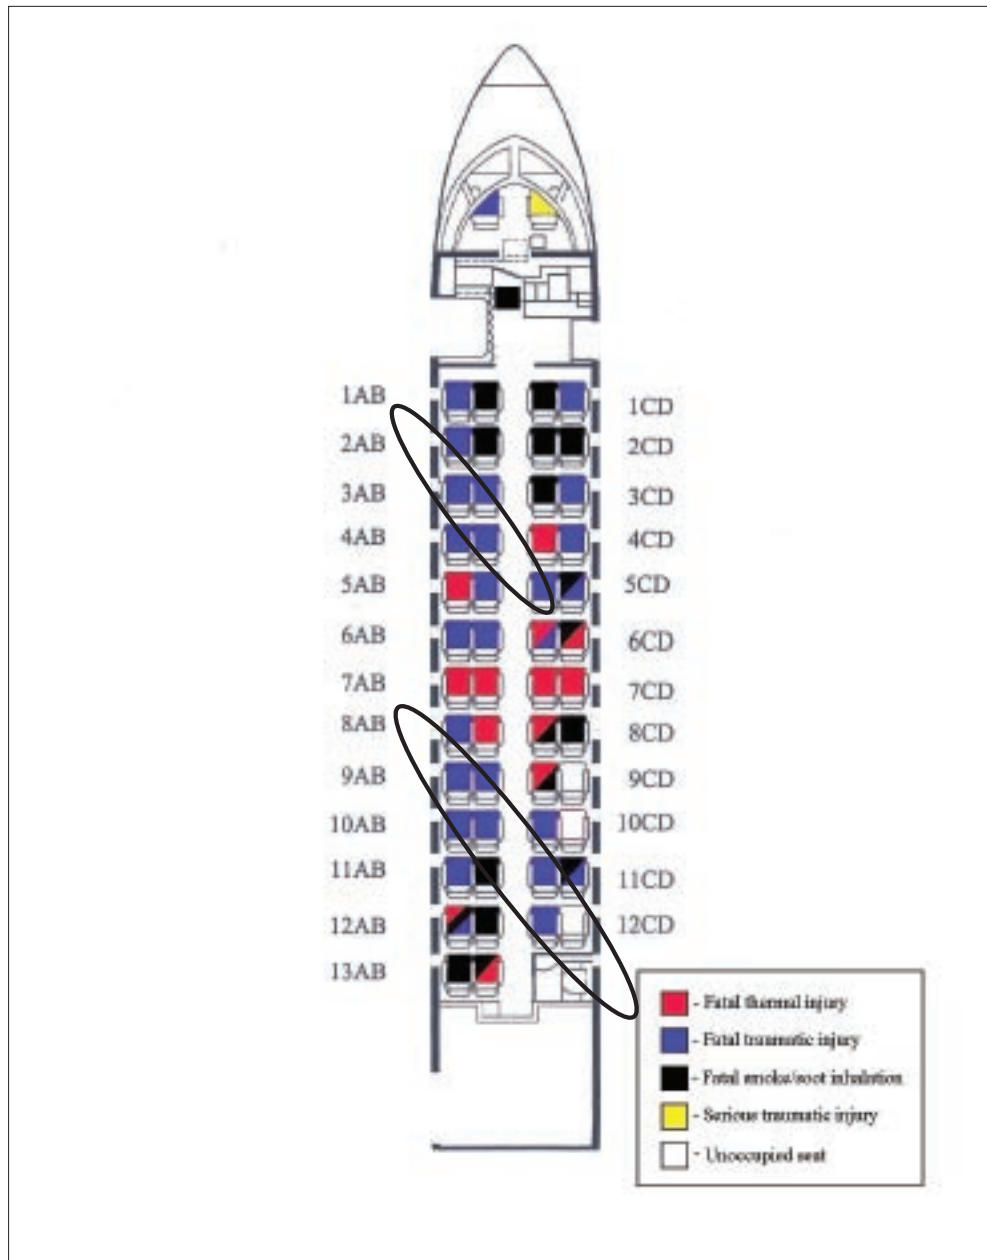 1AB
1CD
2AB
2CD
3AB
3CD
4AB
4CD
5AB
5CD
6AB
6CD
7AB
7CD
8AB
8CD
9AB
9CD
10AB
10CD
11AB
11CD
12AB
12CD
13AB
- Fatal thermal injury
- Fatal traumatic injury
- Fatal smoke/soot inhalation
- Serious traumatic injury
- Unoccupied seat